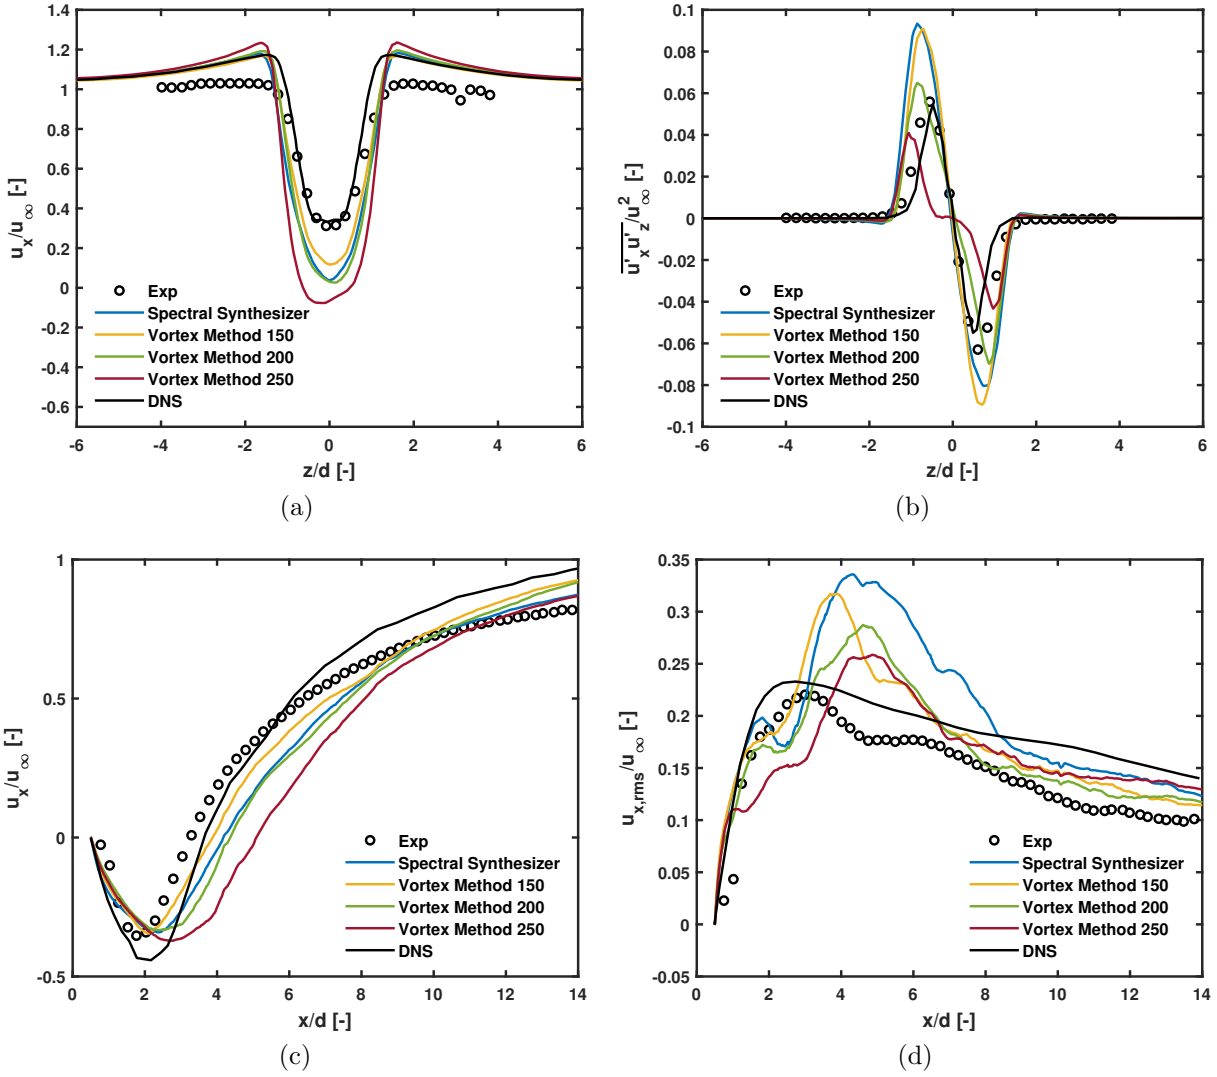 1.4
1.2
1
0.8
0.6
0.4
0.2
0
-0.2
-0.4
-0.6
u_x/u_∞ [-]
Exp
Spectral Synthesizer
Vortex Method 150
Vortex Method 200
Vortex Method 250
DNS
-6 -4 -2 0 2 4 6
z/d [-]
(a)
0.1
0.08
0.06
0.04
0.02
0
-0.02
-0.04
-0.06
-0.08
-0.1
u'_x u'_z/u_∞^2 [-]
Exp
Spectral Synthesizer
Vortex Method 150
Vortex Method 200
Vortex Method 250
DNS
-6 -4 -2 0 2 4 6
z/d [-]
(b)
1
0.5
0
-0.5
u_x/u_∞ [-]
Exp
Spectral Synthesizer
Vortex Method 150
Vortex Method 200
Vortex Method 250
DNS
0 2 4 6 8 10 12 14
x/d [-]
(c)
0.35
0.3
0.25
0.2
0.15
0.1
0.05
0
-0.05
u_x,rms/u_∞ [-]
Exp
Spectral Synthesizer
Vortex Method 150
Vortex Method 200
Vortex Method 250
DNS
0 2 4 6 8 10 12 14
x/d [-]
(d)